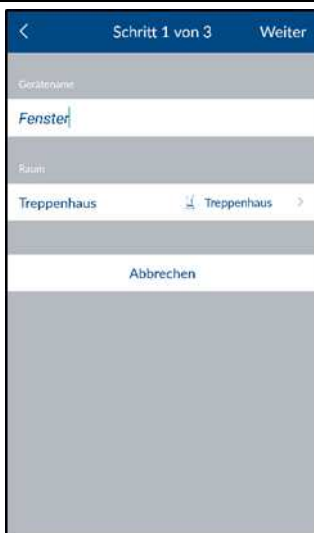 Schritt 1 von 3 Weiter
Gerätename
Fenster
Raum
Treppenhaus Treppenhaus
Abbrechen